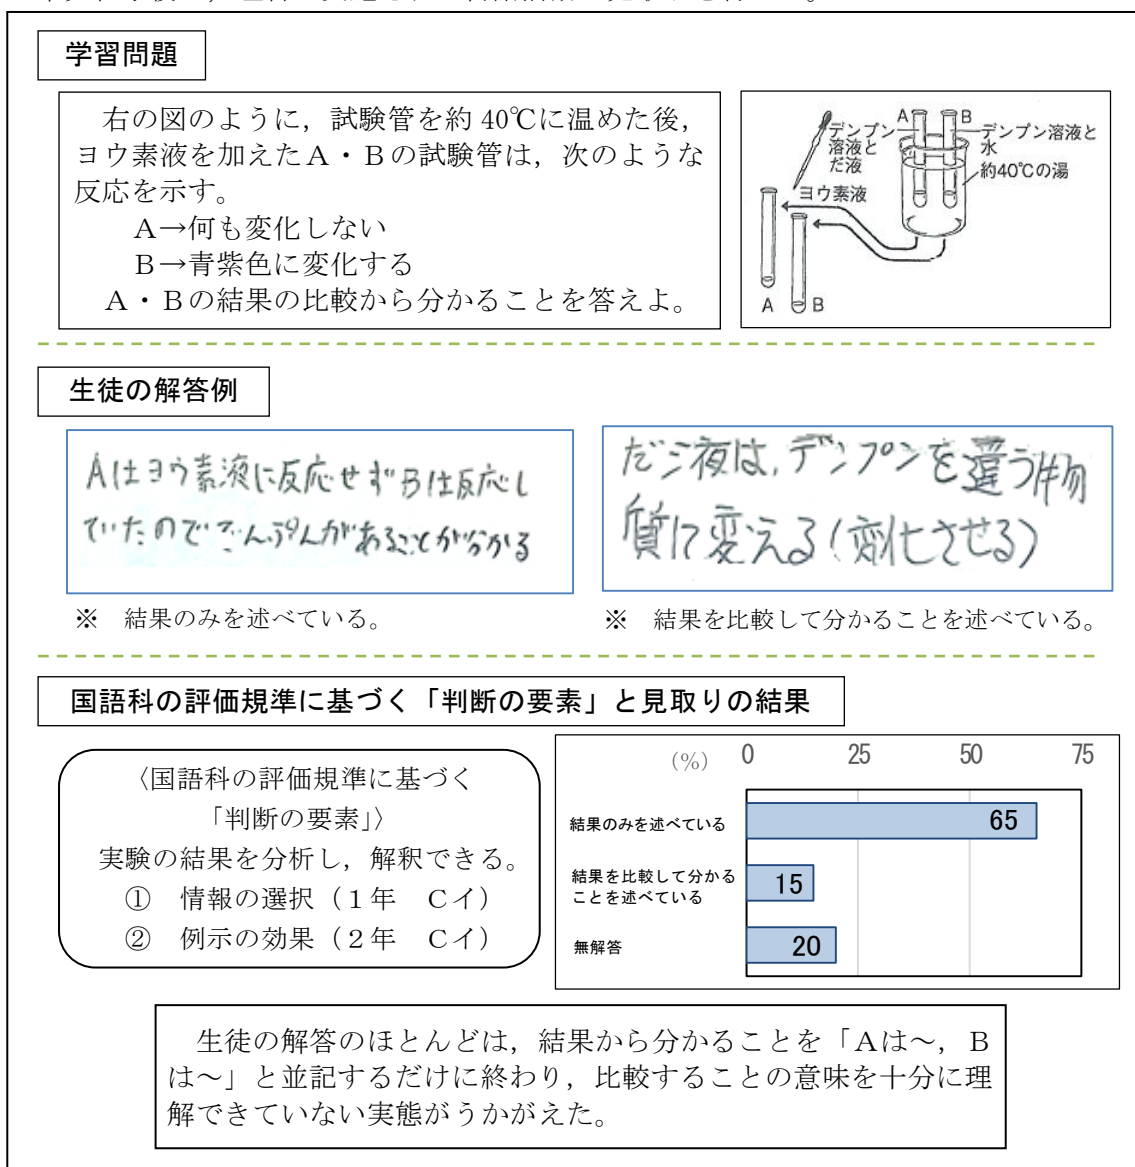 学習問題
右の図のように，試験管を約 40℃に温めた後，
ヨウ素液を加えたＡ・Ｂの試験管は，次のような
反応を示す。
Ａ→何も変化しない
Ｂ→青紫色に変化する
Ａ・Ｂの結果の比較から分かることを答えよ。
A
B
デンプン
溶液と
だ液
デンプン溶液と
水
約40℃の湯
ヨウ素液
A
B
生徒の解答例
Aはヨウ素液に反応せずBは反応し
ていたのででんぷんがあることが分かる
※　結果のみを述べている。
だ液は，デンプンを違う物
質に変える(変化させる)
※　結果を比較して分かることを述べている。
国語科の評価規準に基づく「判断の要素」と見取りの結果
〈国語科の評価規準に基づく
「判断の要素」〉
実験の結果を分析し，解釈できる。
①　情報の選択（１年　Ｃイ）
②　例示の効果（２年　Ｃイ）
(%)
0
25
50
75
結果のみを述べている
65
結果を比較して分かる
ことを述べている
15
無解答
20
生徒の解答のほとんどは，結果から分かることを「Ａは～，Ｂ
は～」と並記するだけに終わり，比較することの意味を十分に理
解できていない実態がうかがえた。